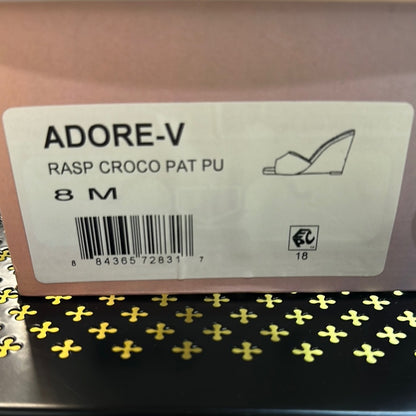 ADORE-V
RASP CROCO PAT PU
8 M
8 84365 72831 7
18